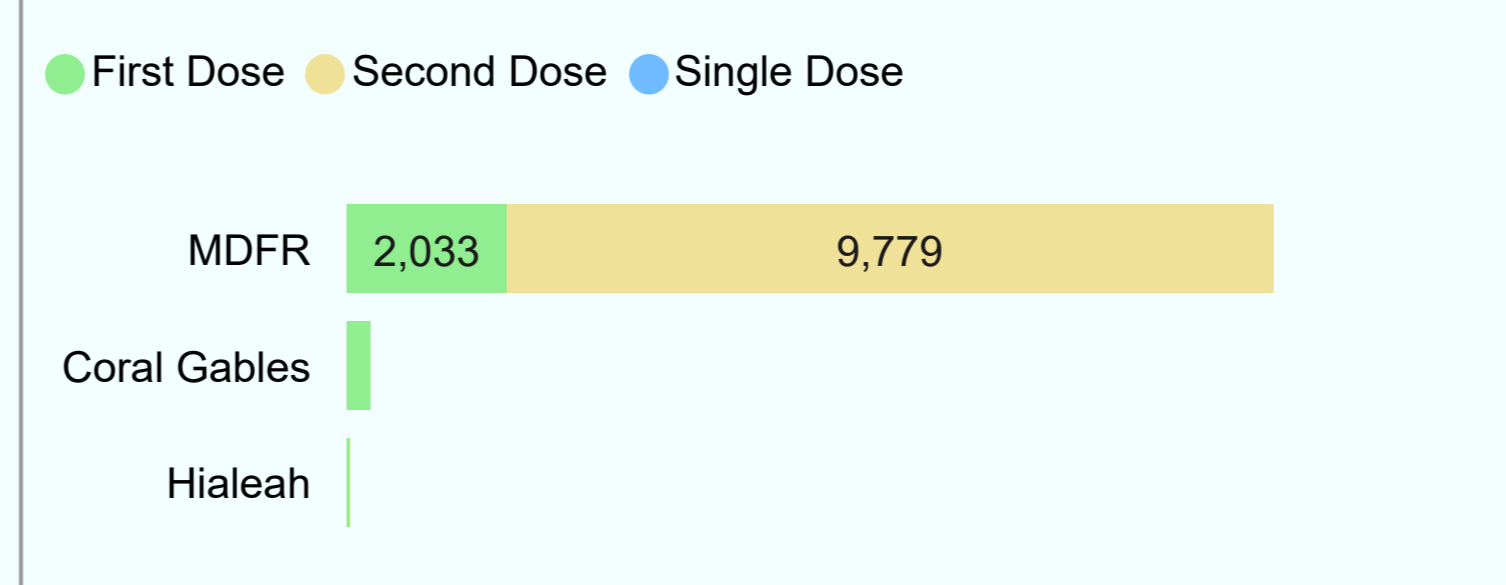 First Dose Second Dose Single Dose
MDFR 2,033 9,779
Coral Gables
Hialeah